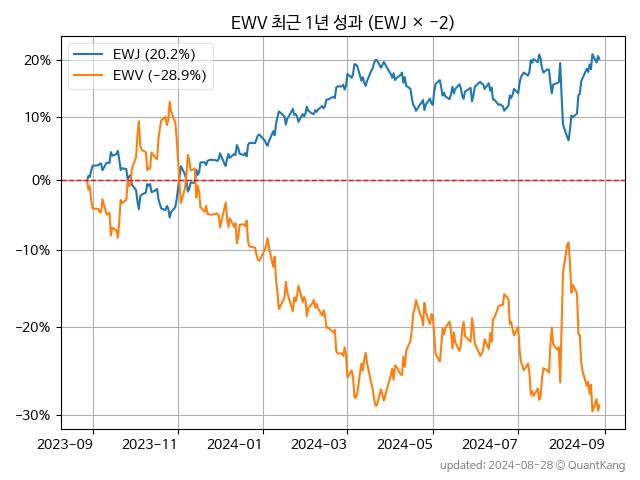 EWV 최근 1년 성과 (EWJ × −2)
EWJ (20.2%)
EWV (−28.9%)
20%
10%
0%
−10%
−20%
−30%
2023-09 2023-11 2024-01 2024-03 2024-05 2024-07 2024-09
updated: 2024-08-28 © QuantKang